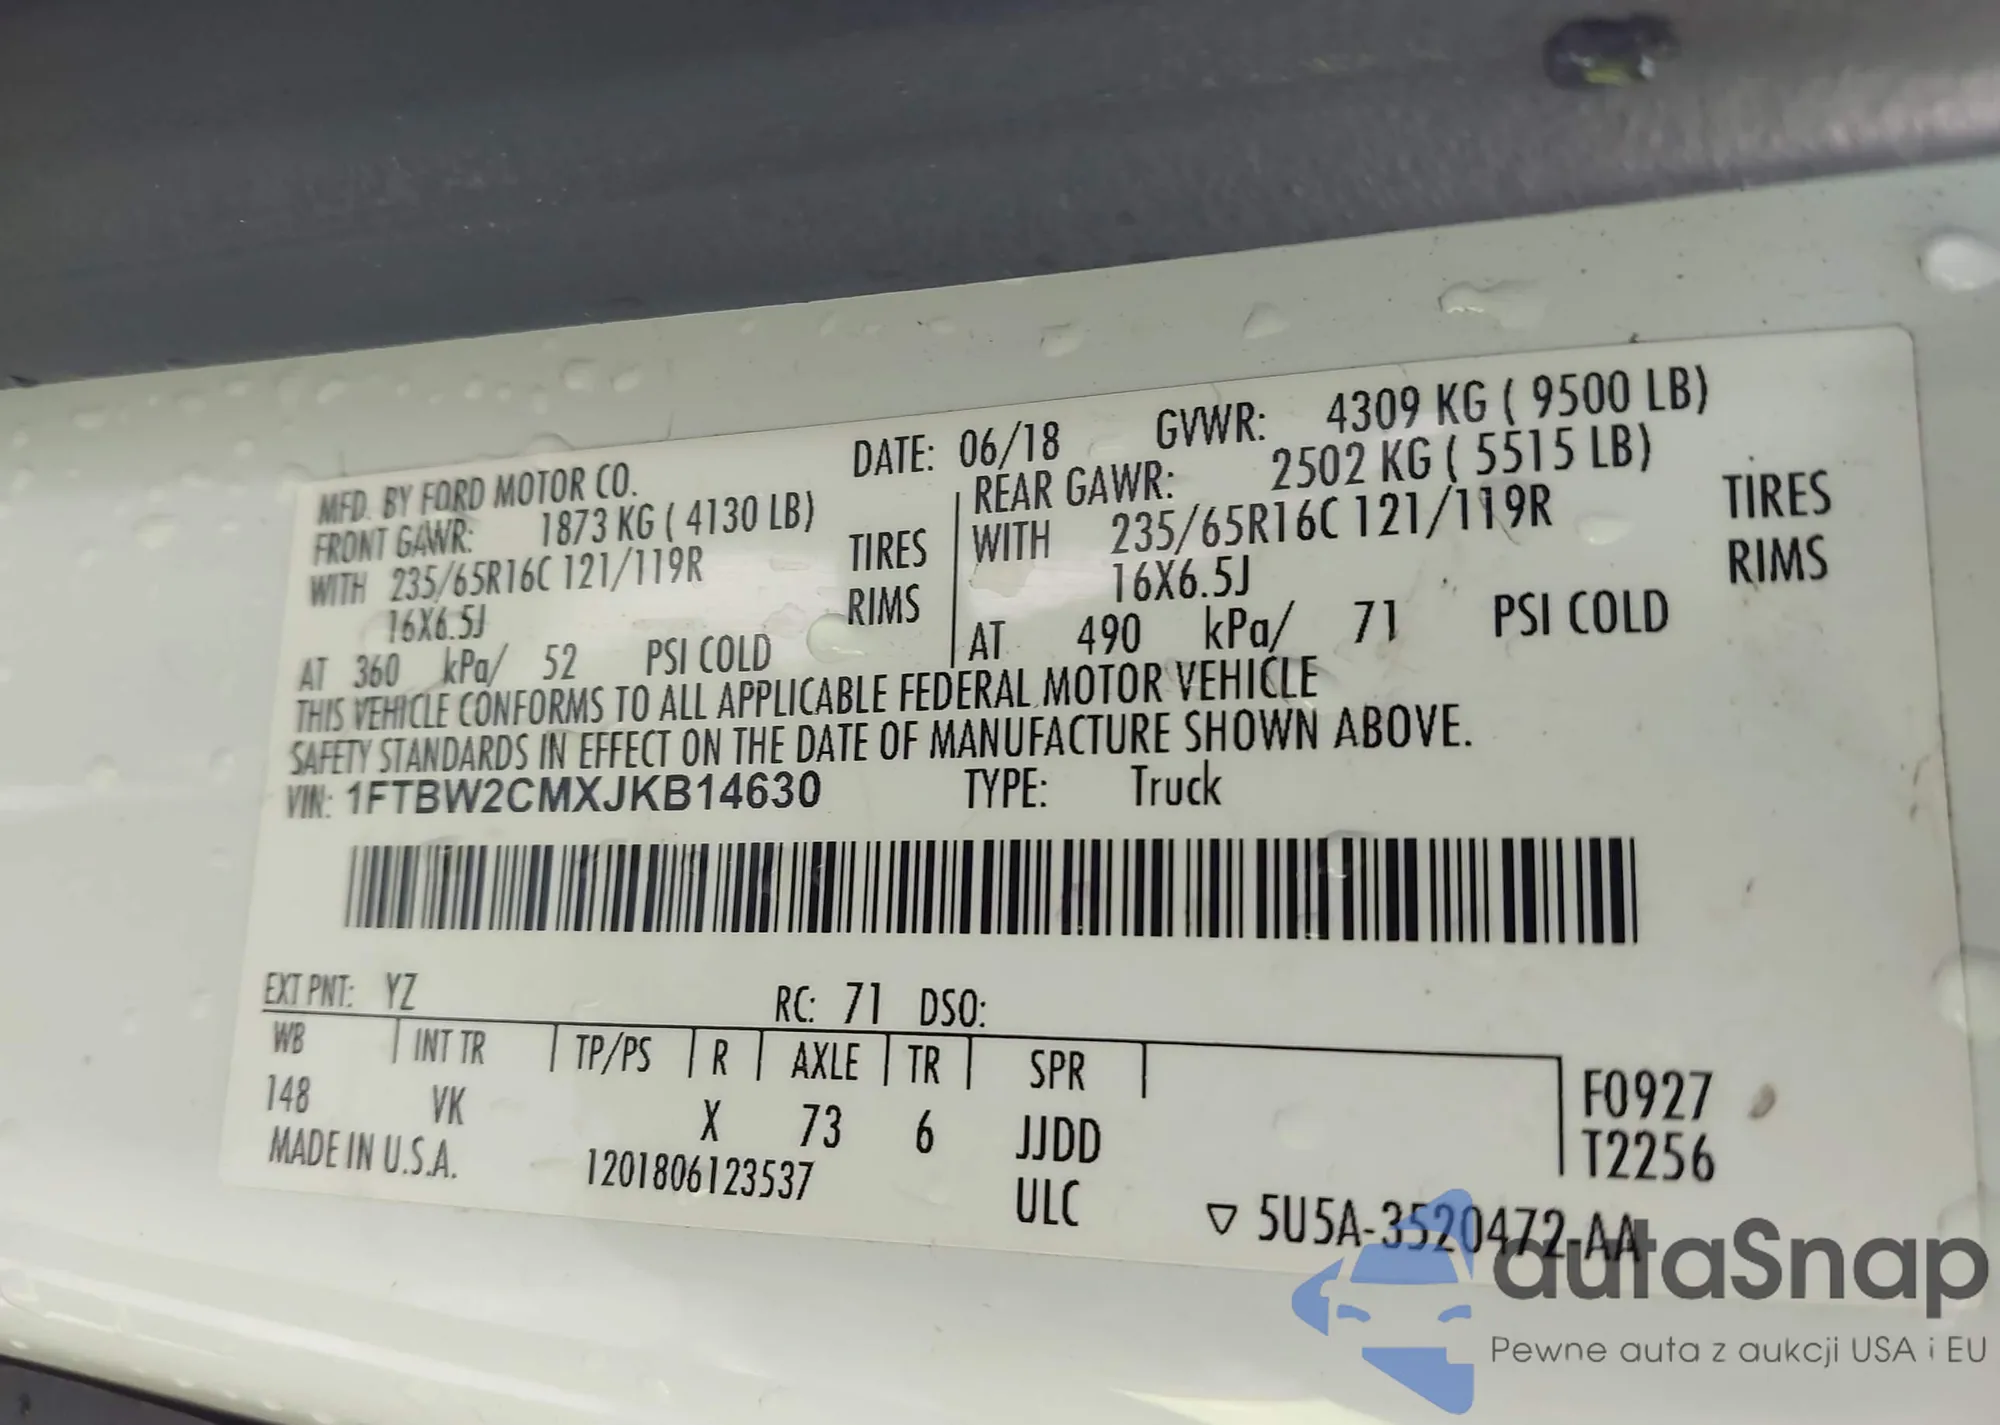 MFD. BY FORD MOTOR CO. DATE: 06/18 GVWR: 4309 KG ( 9500 LB)
FRONT GAWR: 1873 KG ( 4130 LB) REAR GAWR: 2502 KG ( 5515 LB)
WITH 235/65R16C 121/119R TIRES WITH 235/65R16C 121/119R TIRES
16X6.5J RIMS 16X6.5J RIMS
AT 360 kPa/ 52 PSI COLD AT 490 kPa/ 71 PSI COLD
THIS VEHICLE CONFORMS TO ALL APPLICABLE FEDERAL MOTOR VEHICLE
SAFETY STANDARDS IN EFFECT ON THE DATE OF MANUFACTURE SHOWN ABOVE.
VIN: 1FTBW2CMXJKB14630 TYPE: Truck
EXT PNT: YZ RC: 71 DSO:
WB INT TR TP/PS R AXLE TR SPR F0927
148 VK X 73 6 JJDD T2256
MADE IN U.S.A. 1201806123537 ULC ▽ 5U5A-3520472-AA
autaSnap
Pewne auta z aukcji USA i EU